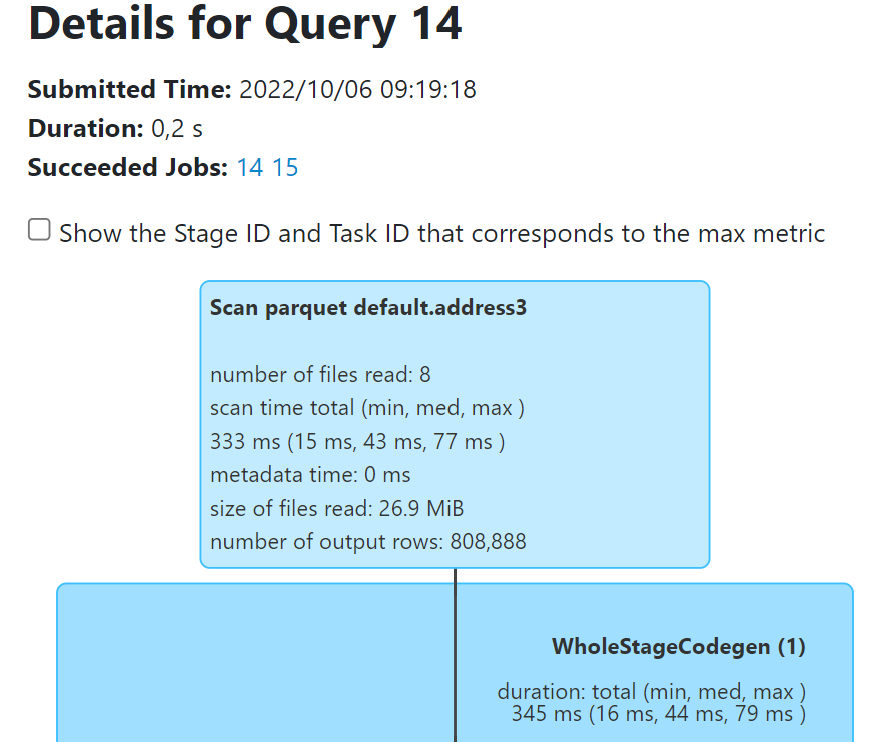 Details for Query 14
Submitted Time: 2022/10/06 09:19:18
Duration: 0,2 s
Succeeded Jobs: 14 15
Show the Stage ID and Task ID that corresponds to the max metric
Scan parquet default.address3
number of files read: 8
scan time total (min, med, max )
333 ms (15 ms, 43 ms, 77 ms )
metadata time: 0 ms
size of files read: 26.9 MiB
number of output rows: 808,888
WholeStageCodegen (1)
duration: total (min, med, max )
345 ms (16 ms, 44 ms, 79 ms )